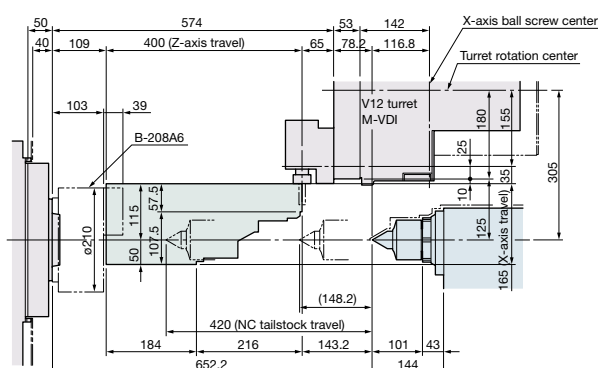 50 574 53 142 X-axis ball screw center
40 109 400 (Z-axis travel) 65 78.2 116.8
Turret rotation center
103 39
V12 turret
M-VDI
B-208A6
180
155
25
35
10
305
57.5
115
107.5
50
ø210
125
165 (X-axis travel)
(148.2)
420 (NC tailstock travel)
184 216 143.2 101 43
652.2 144